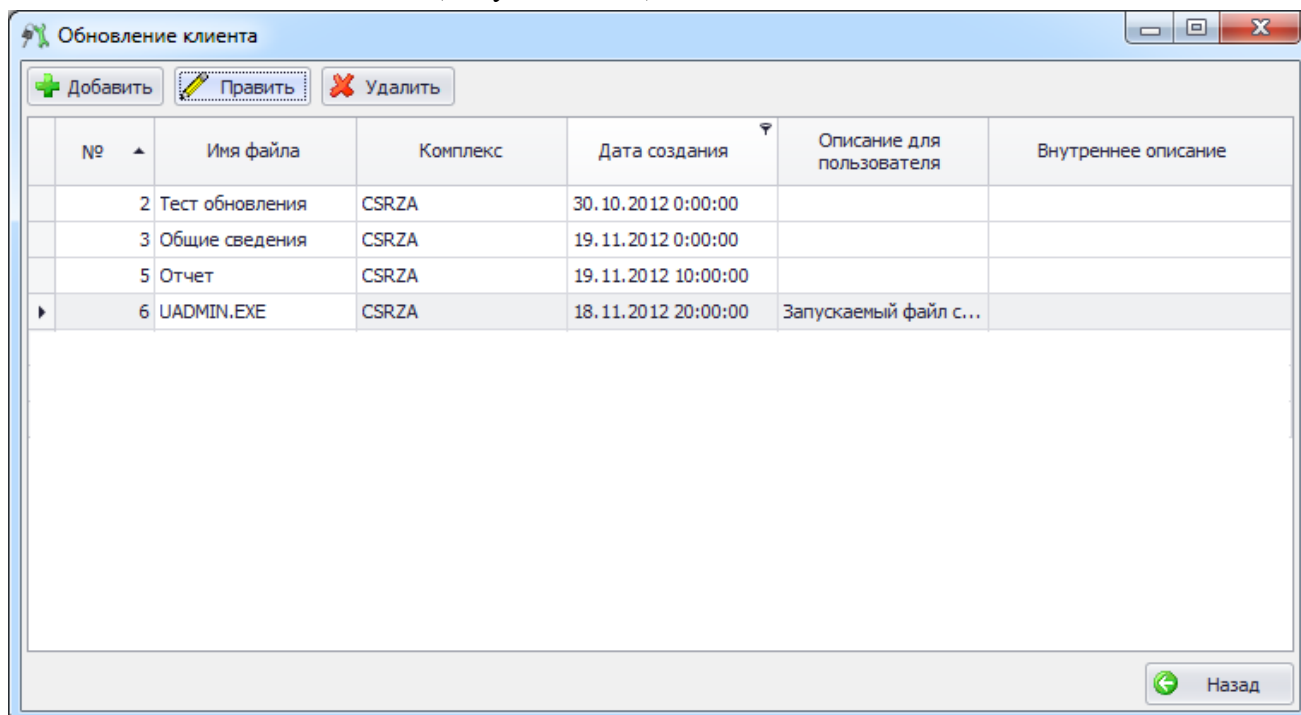 Обновление клиента
Добавить Править Удалить
№ Имя файла Комплекс Дата создания Описание для пользователя Внутреннее описание
2 Тест обновления CSRZA 30.10.2012 0:00:00
3 Общие сведения CSRZA 19.11.2012 0:00:00
5 Отчет CSRZA 19.11.2012 10:00:00
6 UADMIN.EXE CSRZA 18.11.2012 20:00:00 Запускаемый файл с...
Назад